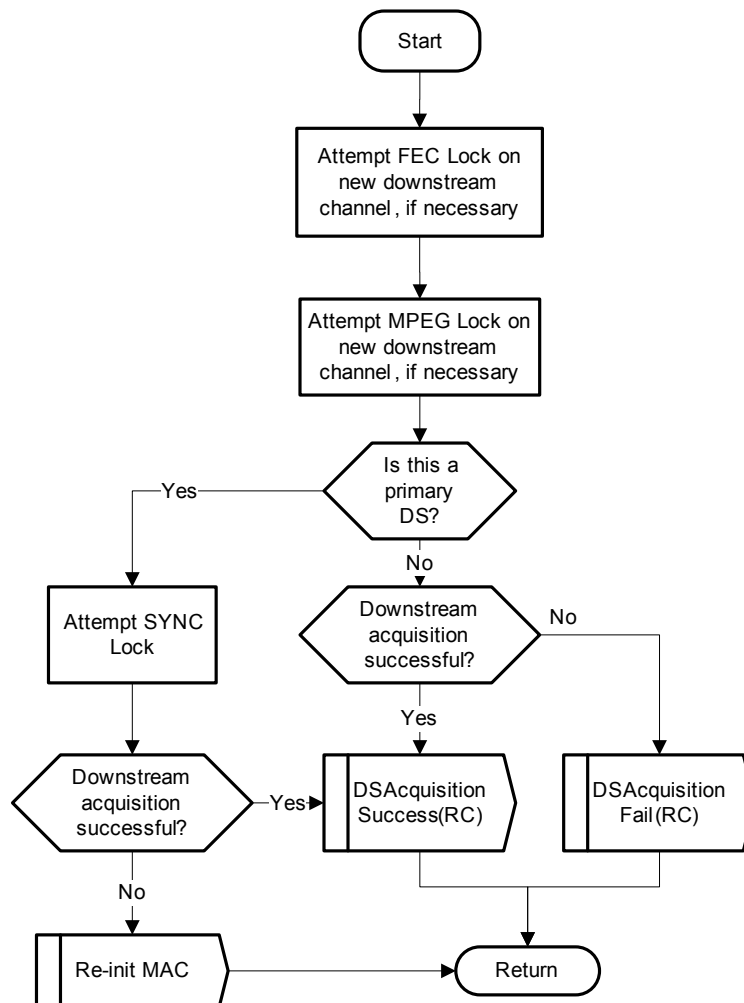 Start
Attempt FEC Lock on
new downstream
channel, if necessary
Attempt MPEG Lock on
new downstream
channel, if necessary
Is this a
primary
DS?
Yes
No
Attempt SYNC
Lock
Downstream
acquisition
successful?
No
Yes
Downstream
acquisition
successful?
Yes
DSAcquisition
Success(RC)
DSAcquisition
Fail(RC)
No
Re-init MAC
Return